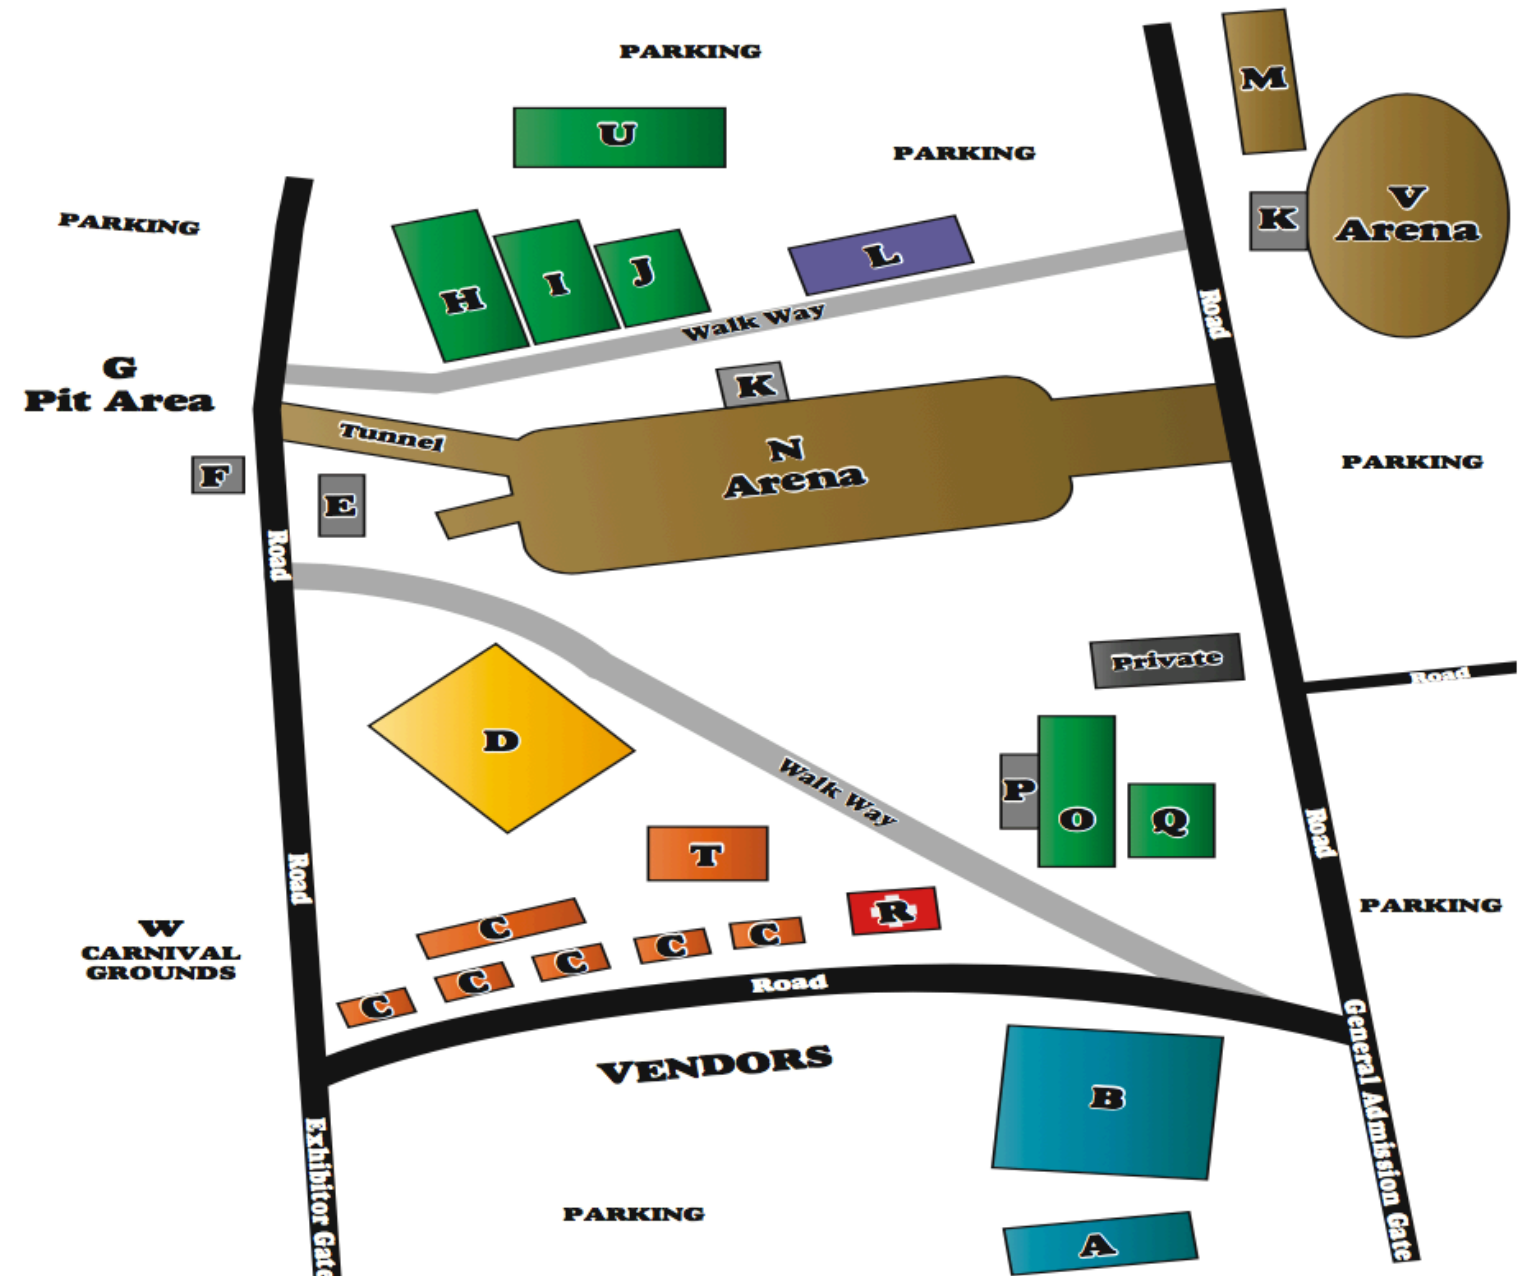 PARKING
M
U
PARKING
V
Arena
K
PARKING
L
J
I
H
Walk Way
Road
G
Pit Area
K
Tunnel
N
Arena
PARKING
F
E
Road
Private
Road
D
Walk Way
P
O
Q
Road
T
Road
PARKING
R
W
CARNIVAL
GROUNDS
C
C
C
C
C
C
Road
General Admission Gate
VENDORS
B
Exhibitor Gate
PARKING
A